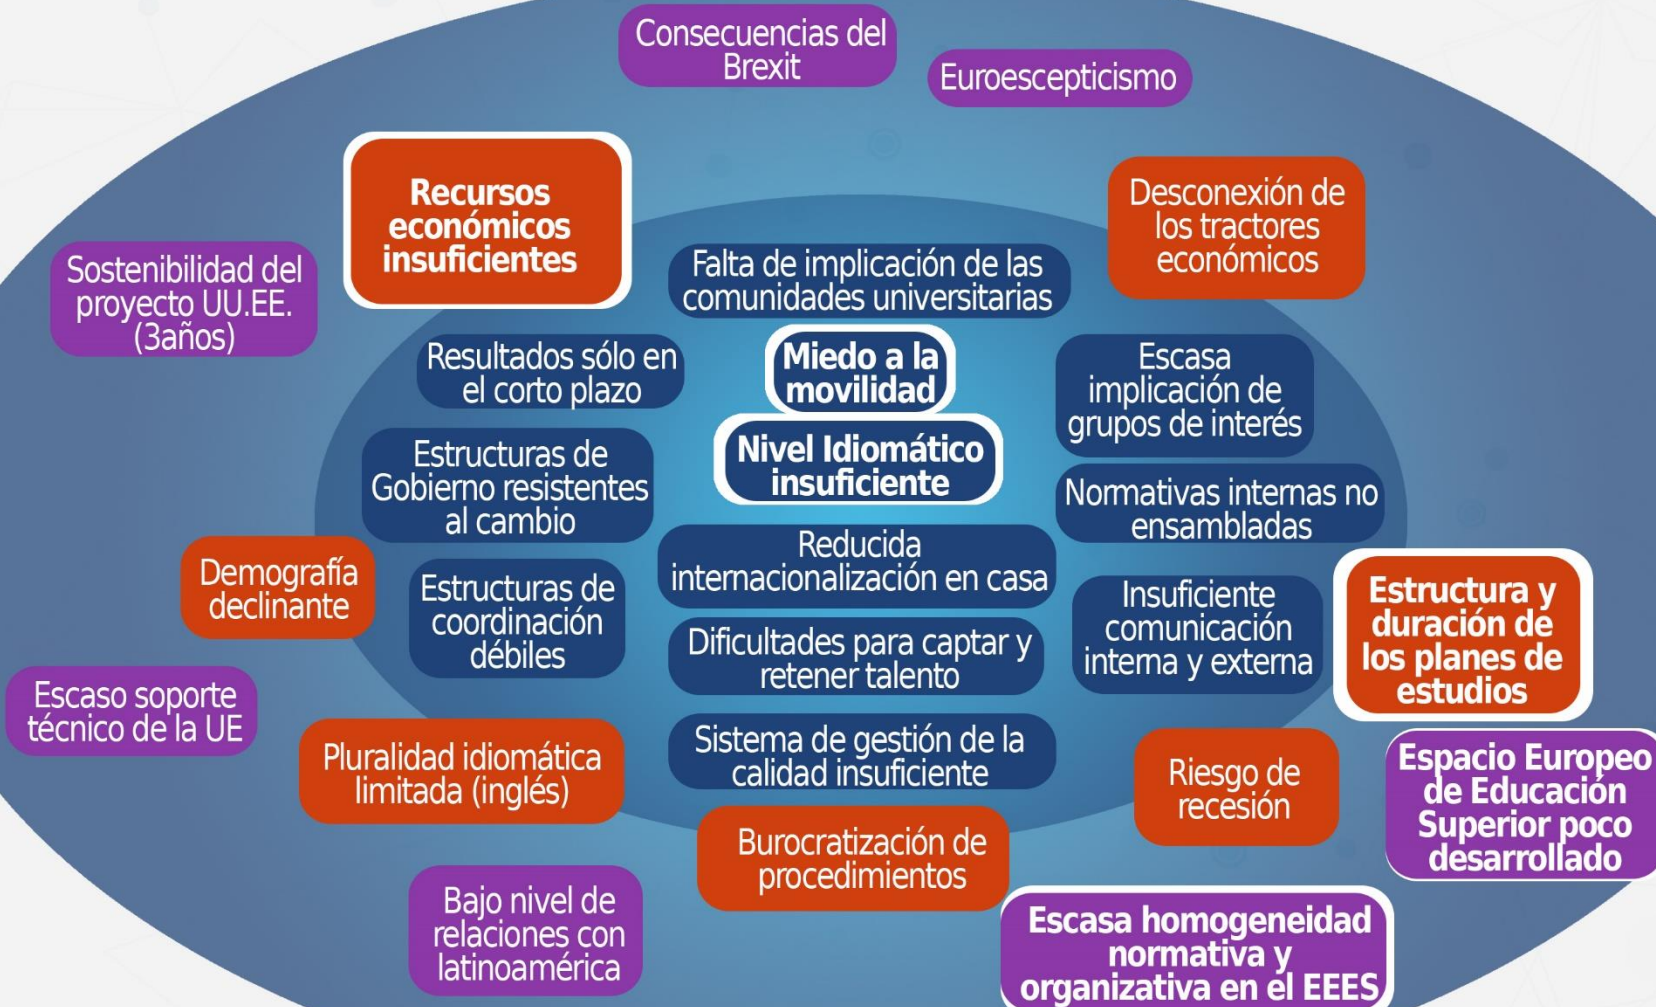 Consecuencias del
Brexit
Euroescepticismo
Recursos
económicos
insuficientes
Desconexión de
los tractores
económicos
Sostenibilidad del
proyecto UU.EE.
(3años)
Falta de implicación de las
comunidades universitarias
Resultados sólo en
el corto plazo
Miedo a la
movilidad
Escasa
implicación de
grupos de interés
Estructuras de
Gobierno resistentes
al cambio
Nivel Idiomático
insuficiente
Normativas internas no
ensambladas
Reducida
internacionalización en casa
Demografía
declinante
Estructuras de
coordinación
débiles
Insuficiente
comunicación
interna y externa
Estructura y
duración de
los planes de
estudios
Dificultades para captar y
retener talento
Escaso soporte
técnico de la UE
Pluralidad idiomática
limitada (inglés)
Sistema de gestión de la
calidad insuficiente
Riesgo de
recesión
Espacio Europeo
de Educación
Superior poco
desarrollado
Burocratización de
procedimientos
Bajo nivel de
relaciones con
latinoamérica
Escasa homogeneidad
normativa y
organizativa en el EEES